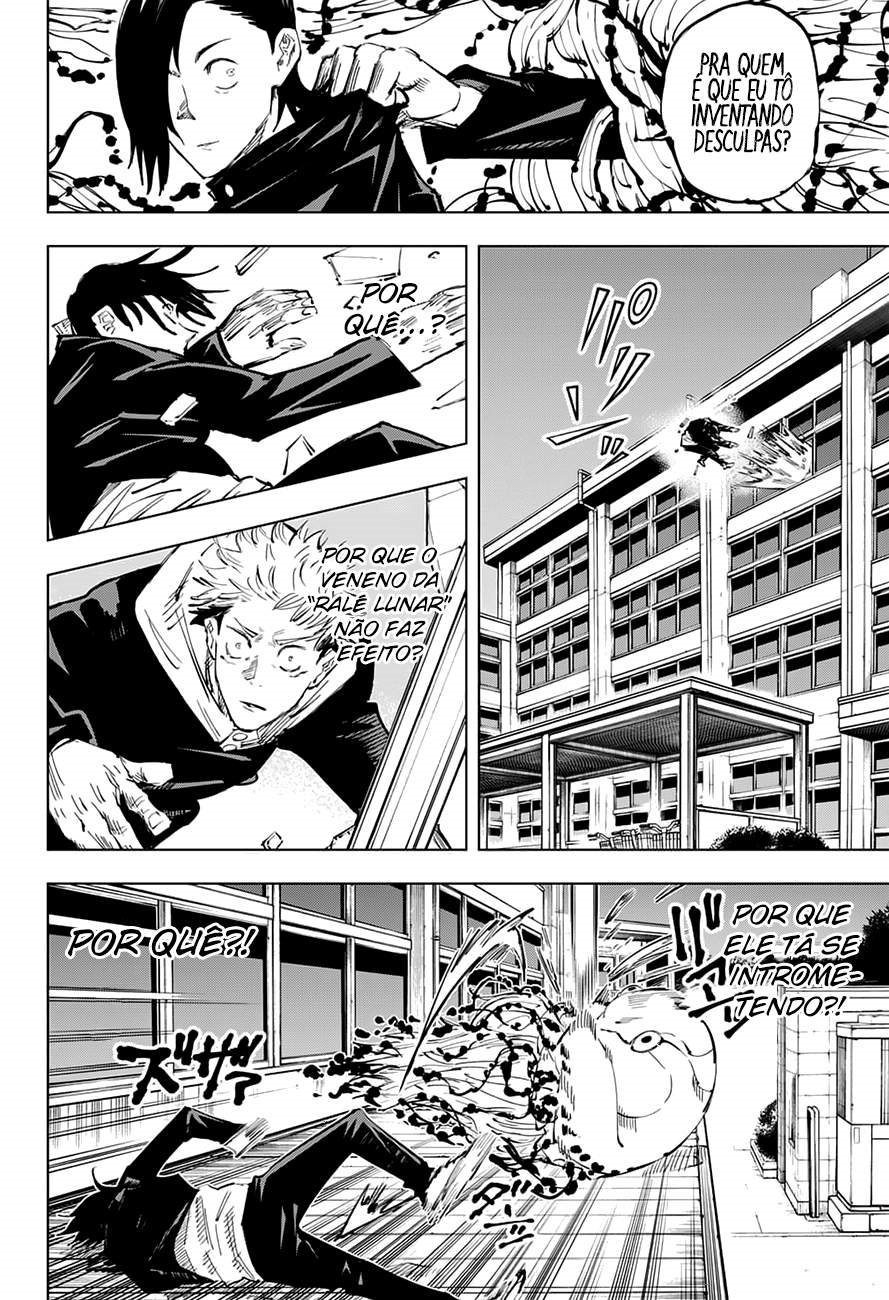 PRA QUEM
É QUE EU TÔ
INVENTANDO
DESCULPAS?
POR
QUÊ...?
POR QUE O
VENENO DA
"RALÉ LUNAR"
NÃO FAZ
EFEITO?
POR QUÊ?!
POR QUE
ELE TÁ SE
INTROME-
TENDO?!